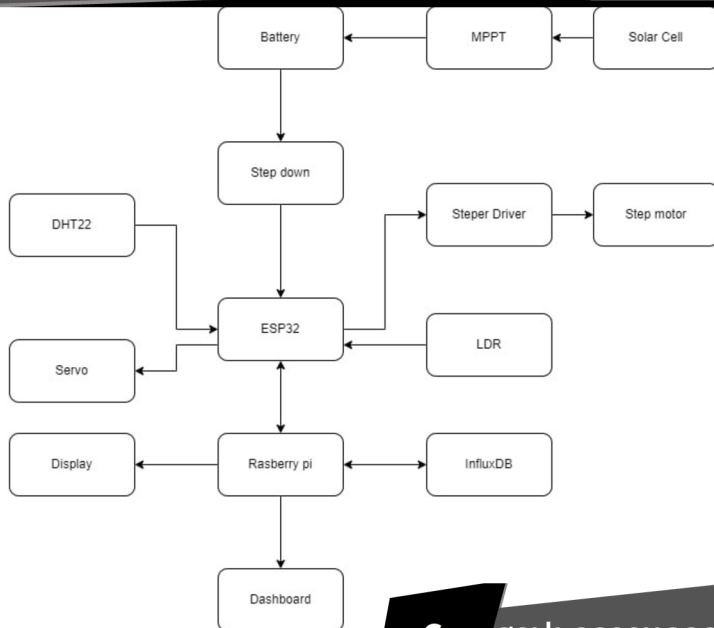 Battery
MPPT
Solar Cell
Step down
DHT22
Steper Driver
Step motor
ESP32
LDR
Servo
Display
Rasberry pi
InfluxDB
Dashboard